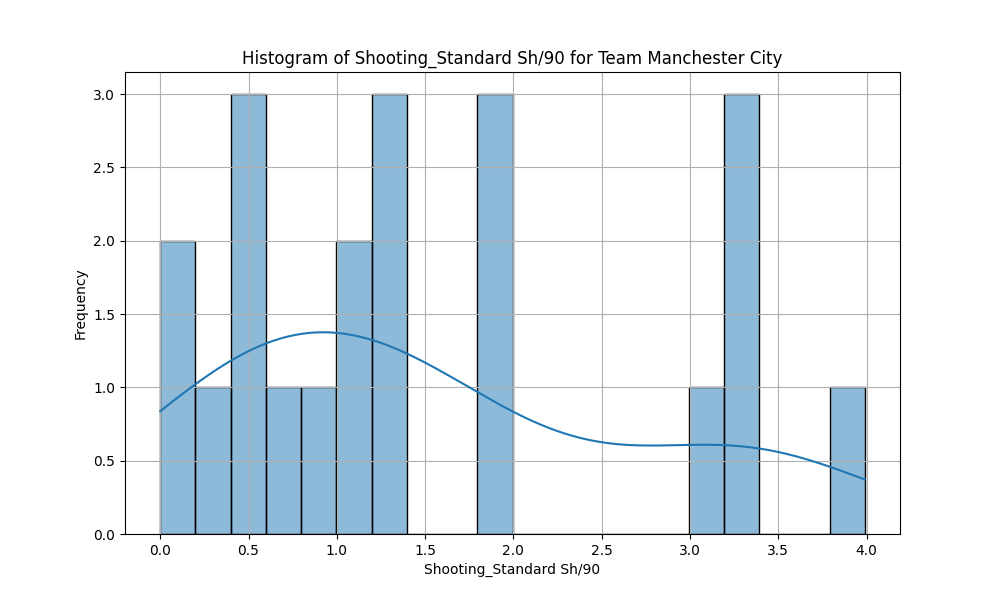 Histogram of Shooting_Standard Sh/90 for Team Manchester City
3.0
2.5
2.0
1.5
1.0
0.5
0.0
Frequency
0.0 0.5 1.0 1.5 2.0 2.5 3.0 3.5 4.0
Shooting_Standard Sh/90